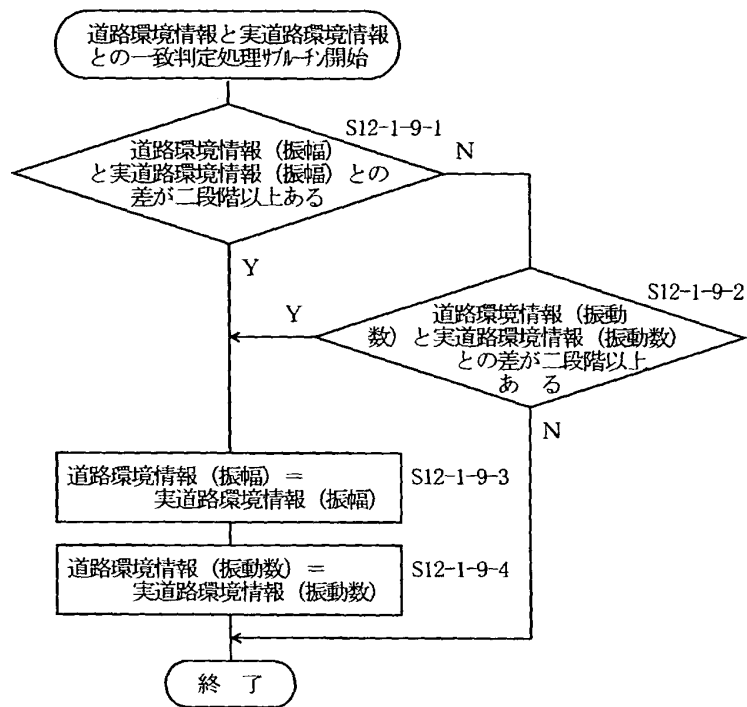 道路環境情報と実道路環境情報
との一致判定処理ｻﾌﾞﾙｰﾁﾝ開始
S12-1-9-1
道路環境情報（振幅）
と実道路環境情報（振幅）との
差が二段階以上ある
N
Y
S12-1-9-2
道路環境情報（振動
数）と実道路環境情報（振動数）
との差が二段階以上
ある
Y
N
道路環境情報（振幅）＝
実道路環境情報（振幅）
S12-1-9-3
道路環境情報（振動数）＝
実道路環境情報（振動数）
S12-1-9-4
終了